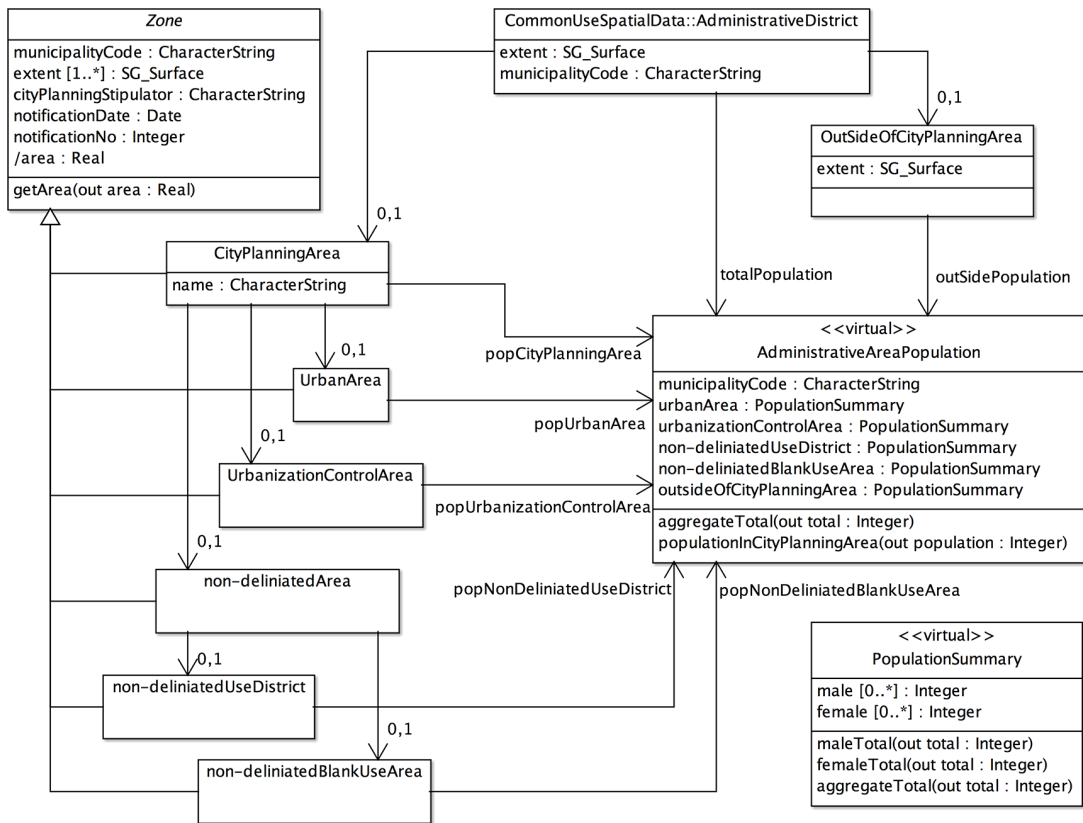 Zone
municipalityCode : CharacterString
extent [1..*] : SG_Surface
cityPlanningStipulator : CharacterString
notificationDate : Date
notificationNo : Integer
/area : Real
getArea(out area : Real)
CommonUseSpatialData::AdministrativeDistrict
extent : SG_Surface
municipalityCode : CharacterString
0,1
OutSideOfCityPlanningArea
extent : SG_Surface
0,1
CityPlanningArea
name : CharacterString
totalPopulation
outSidePopulation
popCityPlanningArea
<<virtual>>
AdministrativeAreaPopulation
municipalityCode : CharacterString
urbanArea : PopulationSummary
urbanizationControlArea : PopulationSummary
non-deliniatedUseDistrict : PopulationSummary
non-deliniatedBlankUseArea : PopulationSummary
outsideOfCityPlanningArea : PopulationSummary
aggregateTotal(out total : Integer)
populationInCityPlanningArea(out population : Integer)
0,1
UrbanArea
popUrbanArea
0,1
UrbanizationControlArea
popUrbanizationControlArea
0,1
non-deliniatedArea
popNonDeliniatedUseDistrict
popNonDeliniatedBlankUseArea
0,1
non-deliniatedUseDistrict
0,1
non-deliniatedBlankUseArea
<<virtual>>
PopulationSummary
male [0..*] : Integer
female [0..*] : Integer
maleTotal(out total : Integer)
femaleTotal(out total : Integer)
aggregateTotal(out total : Integer)